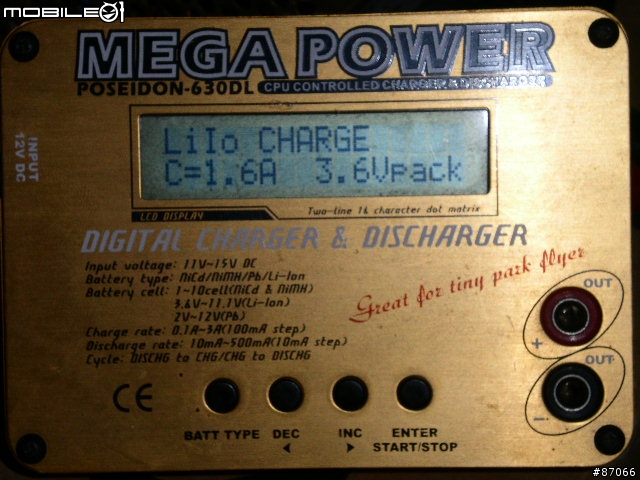 MOBILE01
MEGA POWER
POSEIDON-630DL CPU CONTROLLED CHARGER & DISCHARGER
INPUT
12V DC
LiIo CHARGE
C=1.6A 3.6Vpack
LCD DISPLAY
Two-line 16 character dot matrix
DIGITAL CHARGER & DISCHARGER
Input voltage: 11V~15V DC
Battery type: NiCd/NiMH/Pb/Li-Ion
Battery cell: 1~10cell(NiCd & NiMH)
3.6V~11.1V(Li-Ion)
2V~12V(Pb)
Charge rate: 0.1A~3A(100mA step)
Discharge rate: 10mA~500mA(10mA step)
Cycle: DISCHG to CHG/CHG to DISCHG
Great for tiny park flyer
OUT
+
OUT
-
CE
BATT TYPE DEC INC ENTER
◀ ▶ START/STOP
#87066